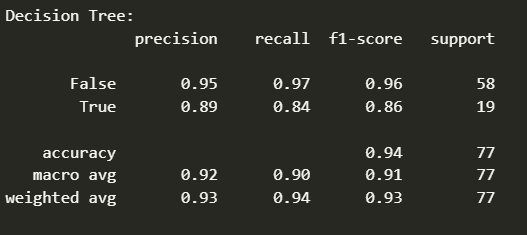 Decision Tree:
precision recall f1-score support
False 0.95 0.97 0.96 58
True 0.89 0.84 0.86 19
accuracy 0.94 77
macro avg 0.92 0.90 0.91 77
weighted avg 0.93 0.94 0.93 77